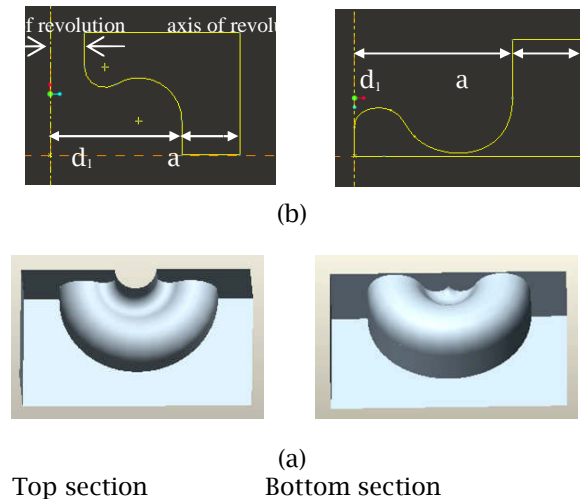 f revolution axis of revolu
d₁ a
d₁ a
(b)
(a)
Top section Bottom section